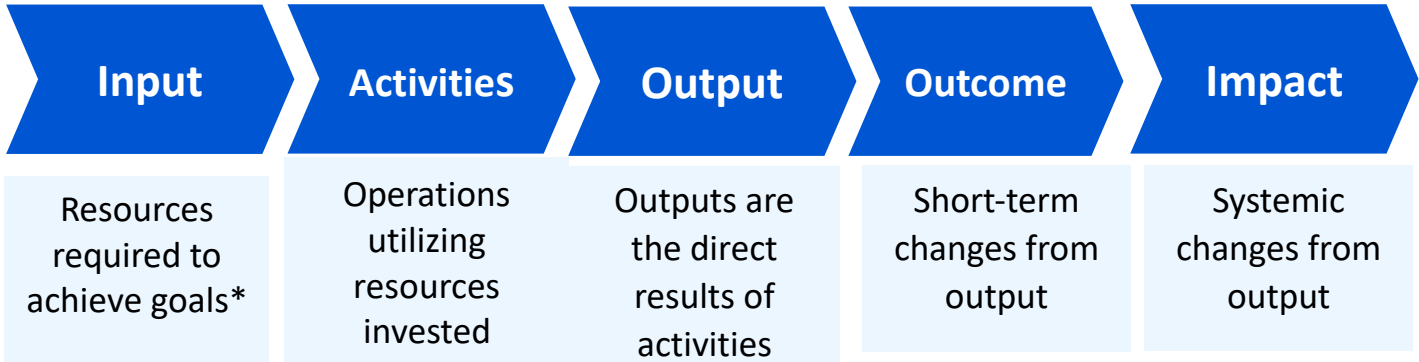 Input
Activities
Output
Outcome
Impact
Resources
required to
achieve goals*
Operations
utilizing
resources
invested
Outputs are
the direct
results of
activities
Short-term
changes from
output
Systemic
changes from
output